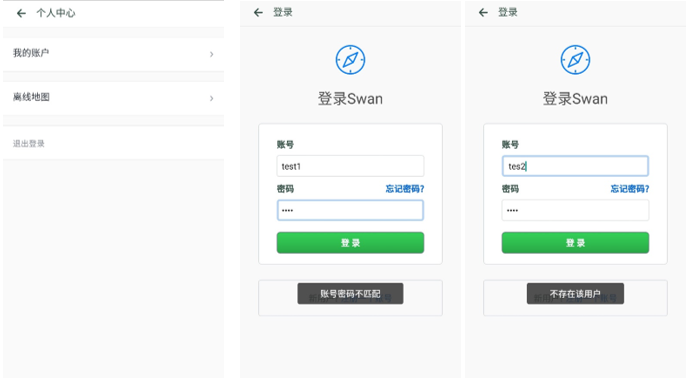 个人中心
我的账户
离线地图
退出登录
登录
登录Swan
账号
test1
密码 忘记密码?
••••
登录
账号密码不匹配
登录
登录Swan
账号
tes2
密码 忘记密码?
••••
登录
不存在该用户